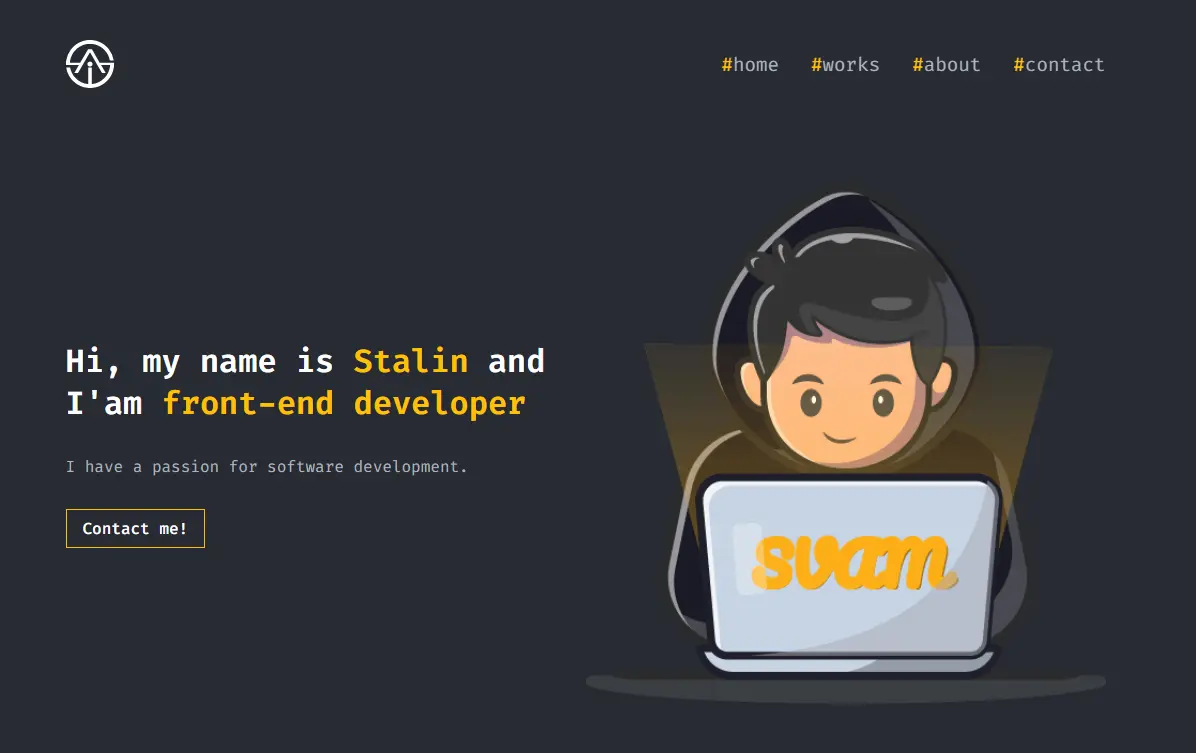 #home #works #about #contact
Hi, my name is Stalin and
I'am front-end developer
I have a passion for software development.
Contact me!
svam